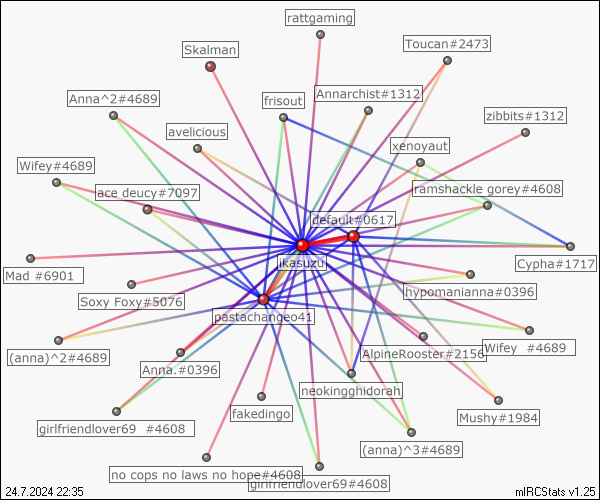 rattgaming
Skalman
Toucan#2473
Anna^2#4689
frisout
Annarchist#1312
zibbits#1312
avelicious
xenoyaut
Wifey#4689
ace deucy#7097
ramshackle gorey#4608
default#0617
ikasuzu
Cypha#1717
Mad #6901
Soxy Foxy#5076
hypomanianna#0396
pastachangeo41
(anna)^2#4689
Anna.#0396
AlpineRooster#2156
Wifey #4689
neokingghidorah
girlfriendlover69 #4608
fakedingo
Mushy#1984
(anna)^3#4689
no cops no laws no hope#4608
girlfriendlover69#4608
24.7.2024 22:35
mIRCStats v1.25